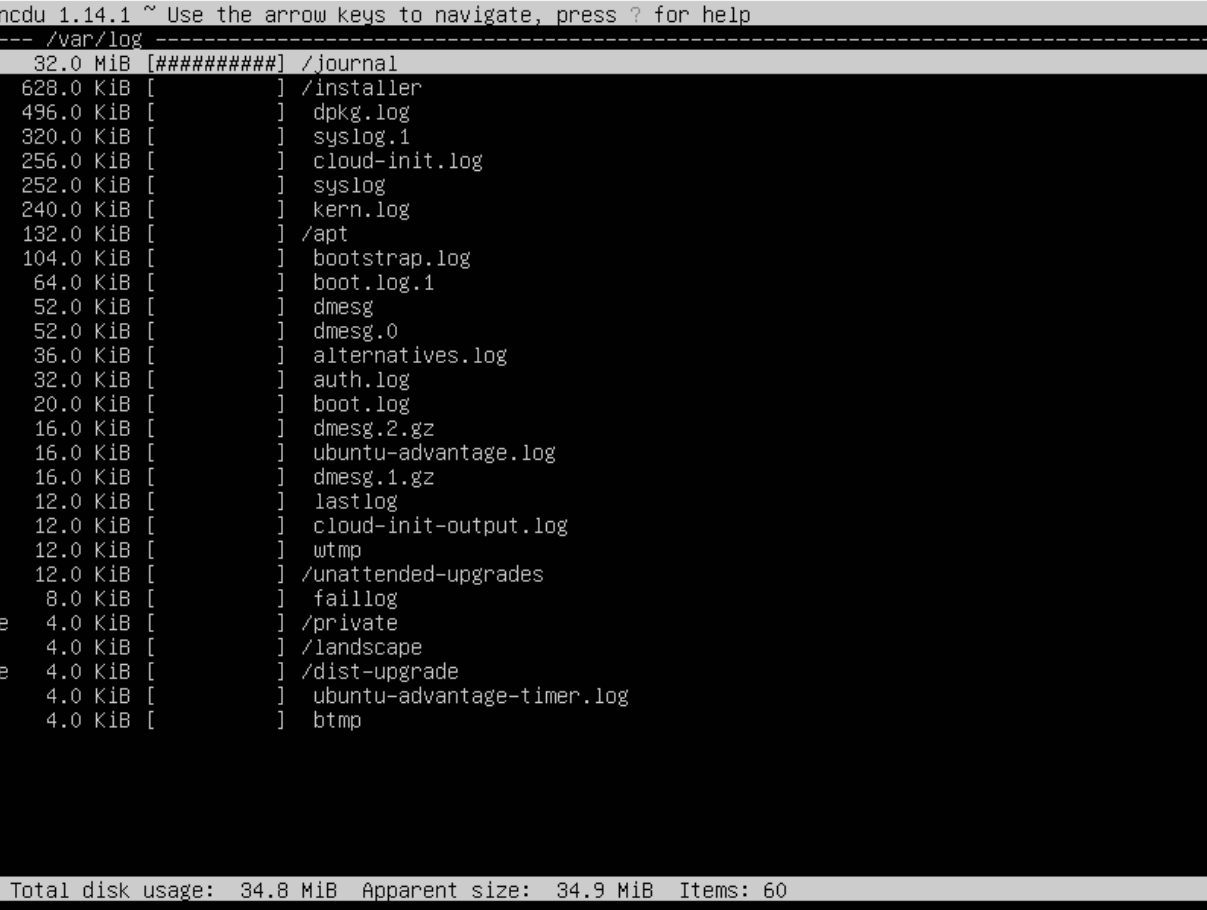 ncdu 1.14.1 ~ Use the arrow keys to navigate, press ? for help
--- /var/log ----------------------------------------------------------------------------------------
32.0 MiB [##########] /journal
628.0 KiB [          ] /installer
496.0 KiB [          ]  dpkg.log
320.0 KiB [          ]  syslog.1
256.0 KiB [          ]  cloud-init.log
252.0 KiB [          ]  syslog
240.0 KiB [          ]  kern.log
132.0 KiB [          ] /apt
104.0 KiB [          ]  bootstrap.log
64.0 KiB [          ]  boot.log.1
52.0 KiB [          ]  dmesg
52.0 KiB [          ]  dmesg.0
36.0 KiB [          ]  alternatives.log
32.0 KiB [          ]  auth.log
20.0 KiB [          ]  boot.log
16.0 KiB [          ]  dmesg.2.gz
16.0 KiB [          ]  ubuntu-advantage.log
16.0 KiB [          ]  dmesg.1.gz
12.0 KiB [          ]  lastlog
12.0 KiB [          ]  cloud-init-output.log
12.0 KiB [          ]  wtmp
12.0 KiB [          ] /unattended-upgrades
8.0 KiB [          ]  faillog
e   4.0 KiB [          ] /private
4.0 KiB [          ] /landscape
e   4.0 KiB [          ] /dist-upgrade
4.0 KiB [          ]  ubuntu-advantage-timer.log
4.0 KiB [          ]  btmp
Total disk usage:  34.8 MiB  Apparent size:  34.9 MiB  Items: 60